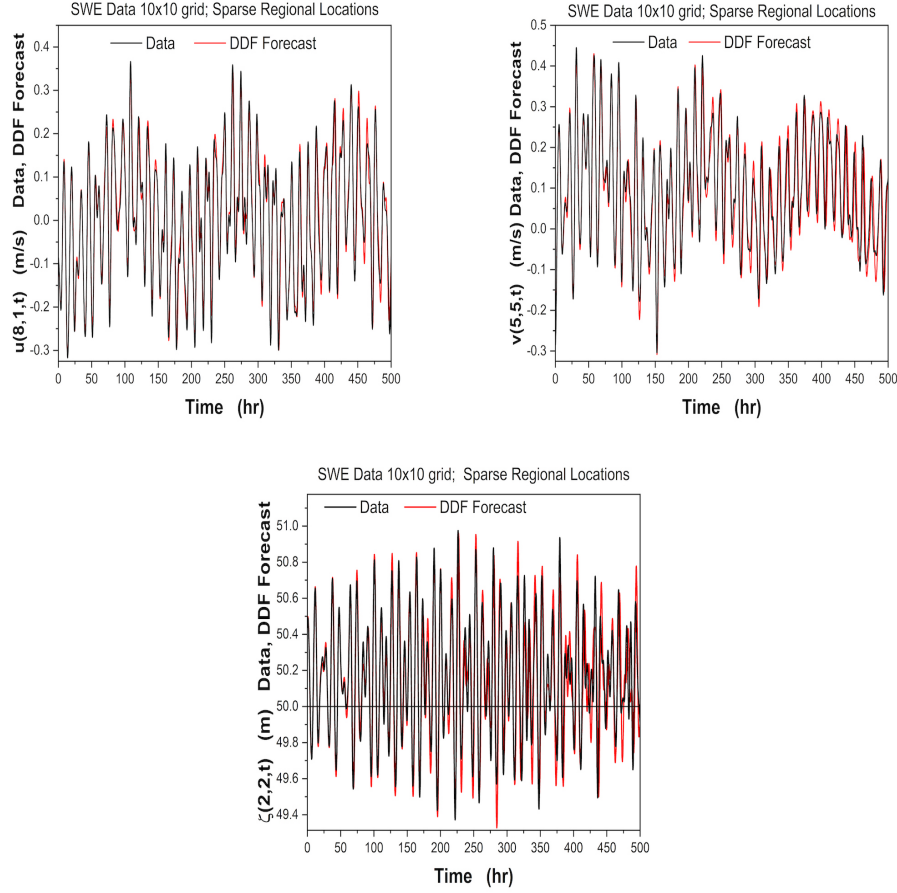 SWE Data 10x10 grid; Sparse Regional Locations
Data DDF Forecast
u(8,1,t) (m/s) Data, DDF Forecast
0.4
0.3
0.2
0.1
0.0
-0.1
-0.2
-0.3
0 50 100 150 200 250 300 350 400 450 500
Time (hr)
SWE Data 10x10 grid; Sparse Regional Locations
Data DDF Forecast
v(5,5,t) (m/s) Data, DDF Forecast
0.5
0.4
0.3
0.2
0.1
0.0
-0.1
-0.2
-0.3
0 50 100 150 200 250 300 350 400 450 500
Time (hr)
SWE Data 10x10 grid; Sparse Regional Locations
Data DDF Forecast
ζ(2,2,t) (m) Data, DDF Forecast
51.0
50.8
50.6
50.4
50.2
50.0
49.8
49.6
49.4
0 50 100 150 200 250 300 350 400 450 500
Time (hr)